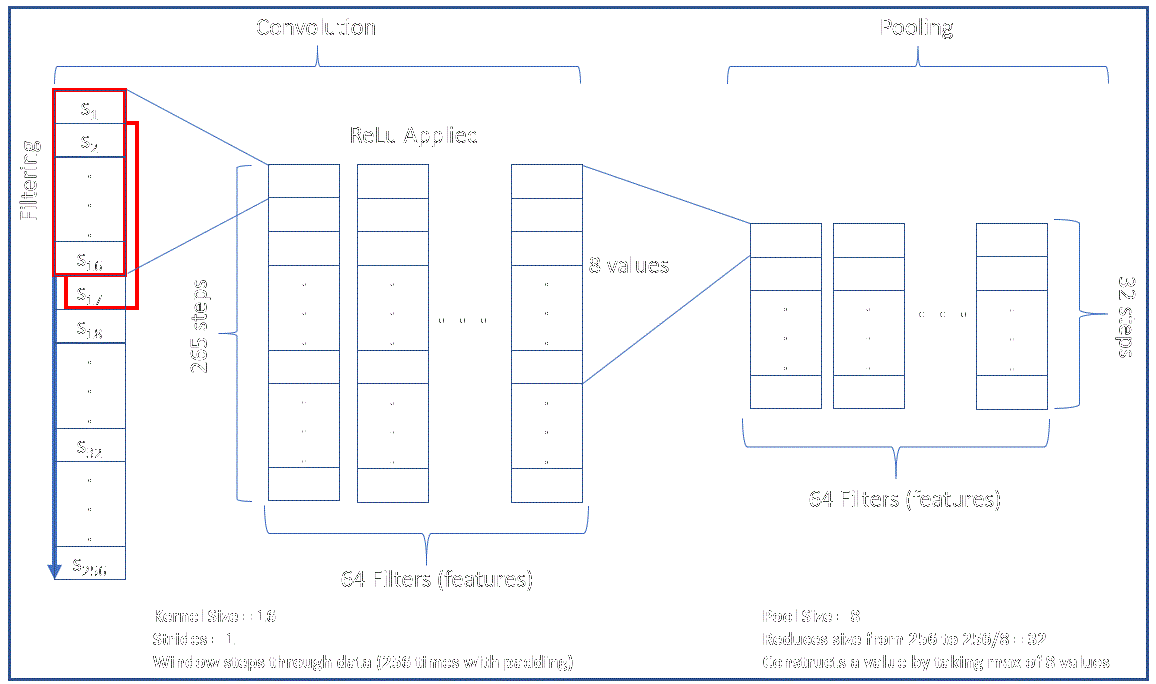 Convolution
Pooling
Filtering
S1
S2
S16
S17
S18
S32
S256
ReLu Applied
265 steps
8 values
32 steps
64 Filters (features)
64 Filters (features)
Kernel Size = 16
Strides = 1
Window steps through data (256 times with padding)
Pool Size = 8
Reduces size from 256 to 256/8 = 32
Constructs a value by taking max of 8 values